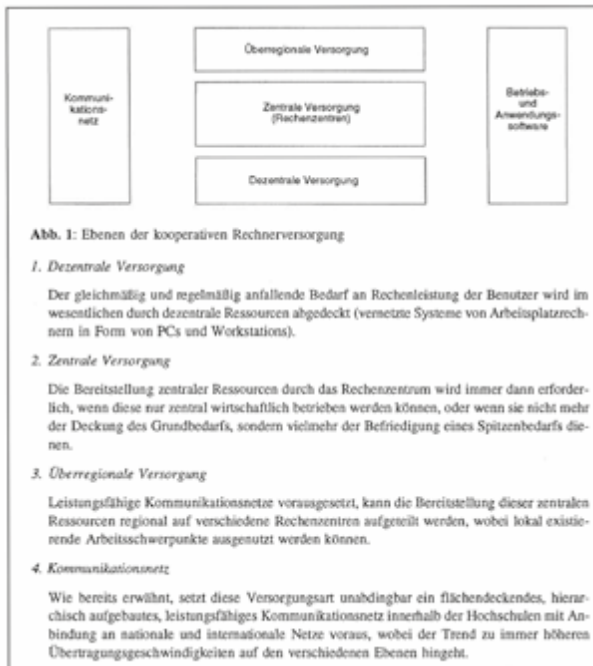 Überregionale Versorgung
Kommuni-
kations-
netz
Zentrale Versorgung
(Rechenzentren)
Betriebs-
und
Anwendungs-
software
Dezentrale Versorgung
Abb. 1: Ebenen der kooperativen Rechnerversorgung
1. Dezentrale Versorgung
Der gleichmäßig und regelmäßig anfallende Bedarf an Rechenleistung der Benutzer wird im
wesentlichen durch dezentrale Ressourcen abgedeckt (vernetzte Systeme von Arbeitsplatzrech-
nern in Form von PCs und Workstations).
2. Zentrale Versorgung
Die Bereitstellung zentraler Ressourcen durch das Rechenzentrum wird immer dann erforder-
lich, wenn diese nur zentral wirtschaftlich betrieben werden können, oder wenn sie nicht mehr
der Deckung des Grundbedarfs, sondern vielmehr der Befriedigung eines Spitzenbedarfs die-
nen.
3. Überregionale Versorgung
Leistungsfähige Kommunikationsnetze vorausgesetzt, kann die Bereitstellung dieser zentralen
Ressourcen regional auf verschiedene Rechenzentren aufgeteilt werden, wobei lokal existie-
rende Arbeitsschwerpunkte ausgenutzt werden können.
4. Kommunikationsnetz
Wie bereits erwähnt, setzt diese Versorgungsart unabdingbar ein flächendeckendes, hierar-
chisch aufgebautes, leistungsfähiges Kommunikationsnetz innerhalb der Hochschulen mit An-
bindung an nationale und internationale Netze voraus, wobei der Trend zu immer höheren
Übertragungsgeschwindigkeiten auf den verschiedenen Ebenen hingeht.